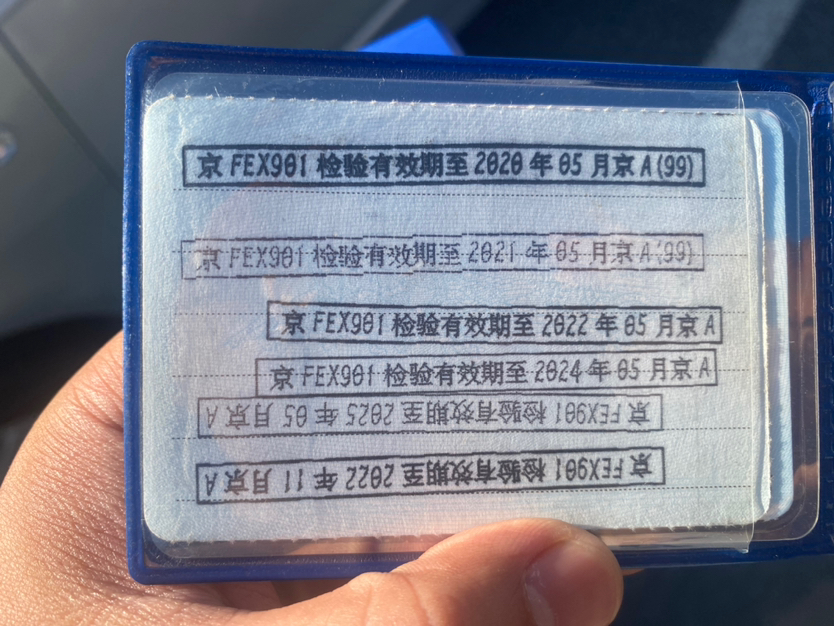 京 FEX901 检验有效期至 2020 年 05 月京 A(99)
京 FEX901 检验有效期至 2021 年 05 月京 A(99)
京 FEX901 检验有效期至 2022 年 05 月京 A
京 FEX901 检验有效期至 2024 年 05 月京 A
京 FEX901 检验有效期至 2025 年 05 月京 A
京 FEX901 检验有效期至 2022 年 11 月京 A